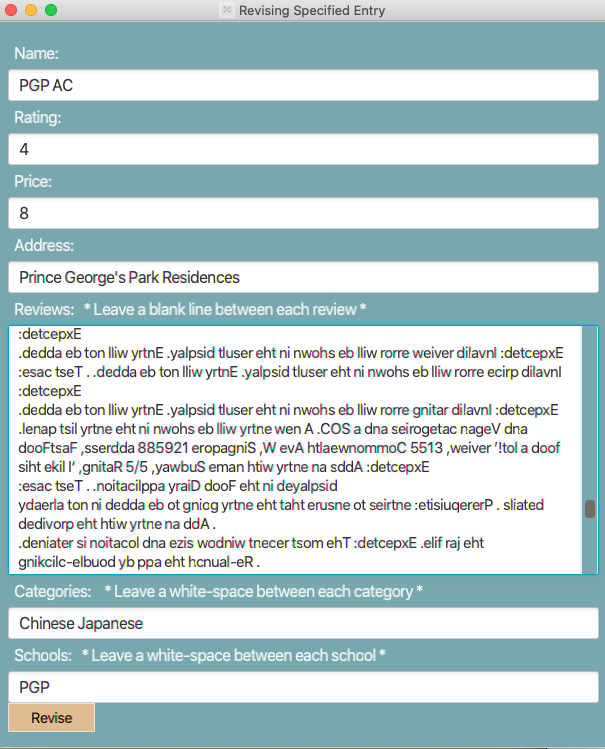 Revising Specified Entry
Name:
PGP AC
Rating:
4
Price:
8
Address:
Prince George's Park Residences
Reviews: * Leave a blank line between each review *
:detcepxE
.dedda eb ton lliw yrtnE .yalpsid tluser eht ni nwohs eb lliw rorre weiver dilavnI :detcepxE
:esac tseT . .dedda eb ton lliw yrtnE .yalpsid tluser eht ni nwohs eb lliw rorre ecirp dilavnI
:detcepxE
.dedda eb ton lliw yrtnE .yalpsid tluser eht ni nwohs eb lliw rorre gnitar dilavnI :detcepxE
.lenap tsil yrtne eht ni nwohs eb lliw yrtne wen A .COS a dna seirogetac nageV dna
dooFtsaF ,sserdda 885921 eropagniS ,W evA htlaewnommoC 5513 ,weiver ’!tol a doof
siht ekil I‘ ,gnitaR 5/5 ,yawbuS eman htiw yrtne na sddA :detcepxE
:esac tseT . .noitacilppa yraiD dooF eht ni deyalpsid
ydaerla ton ni dedda eb ot gniog yrtne eht taht erusne ot seirtne :etisiuqererP . sliated
dedivorp eht htiw yrtne na ddA .
.deniater si noitacol dna ezis wodniw tnecer tsom ehT :detcepxE .elif raj eht
gnikcilc-elbuod yb ppa eht hcnual-eR .
Categories: * Leave a white-space between each category *
Chinese Japanese
Schools: * Leave a white-space between each school *
PGP
Revise